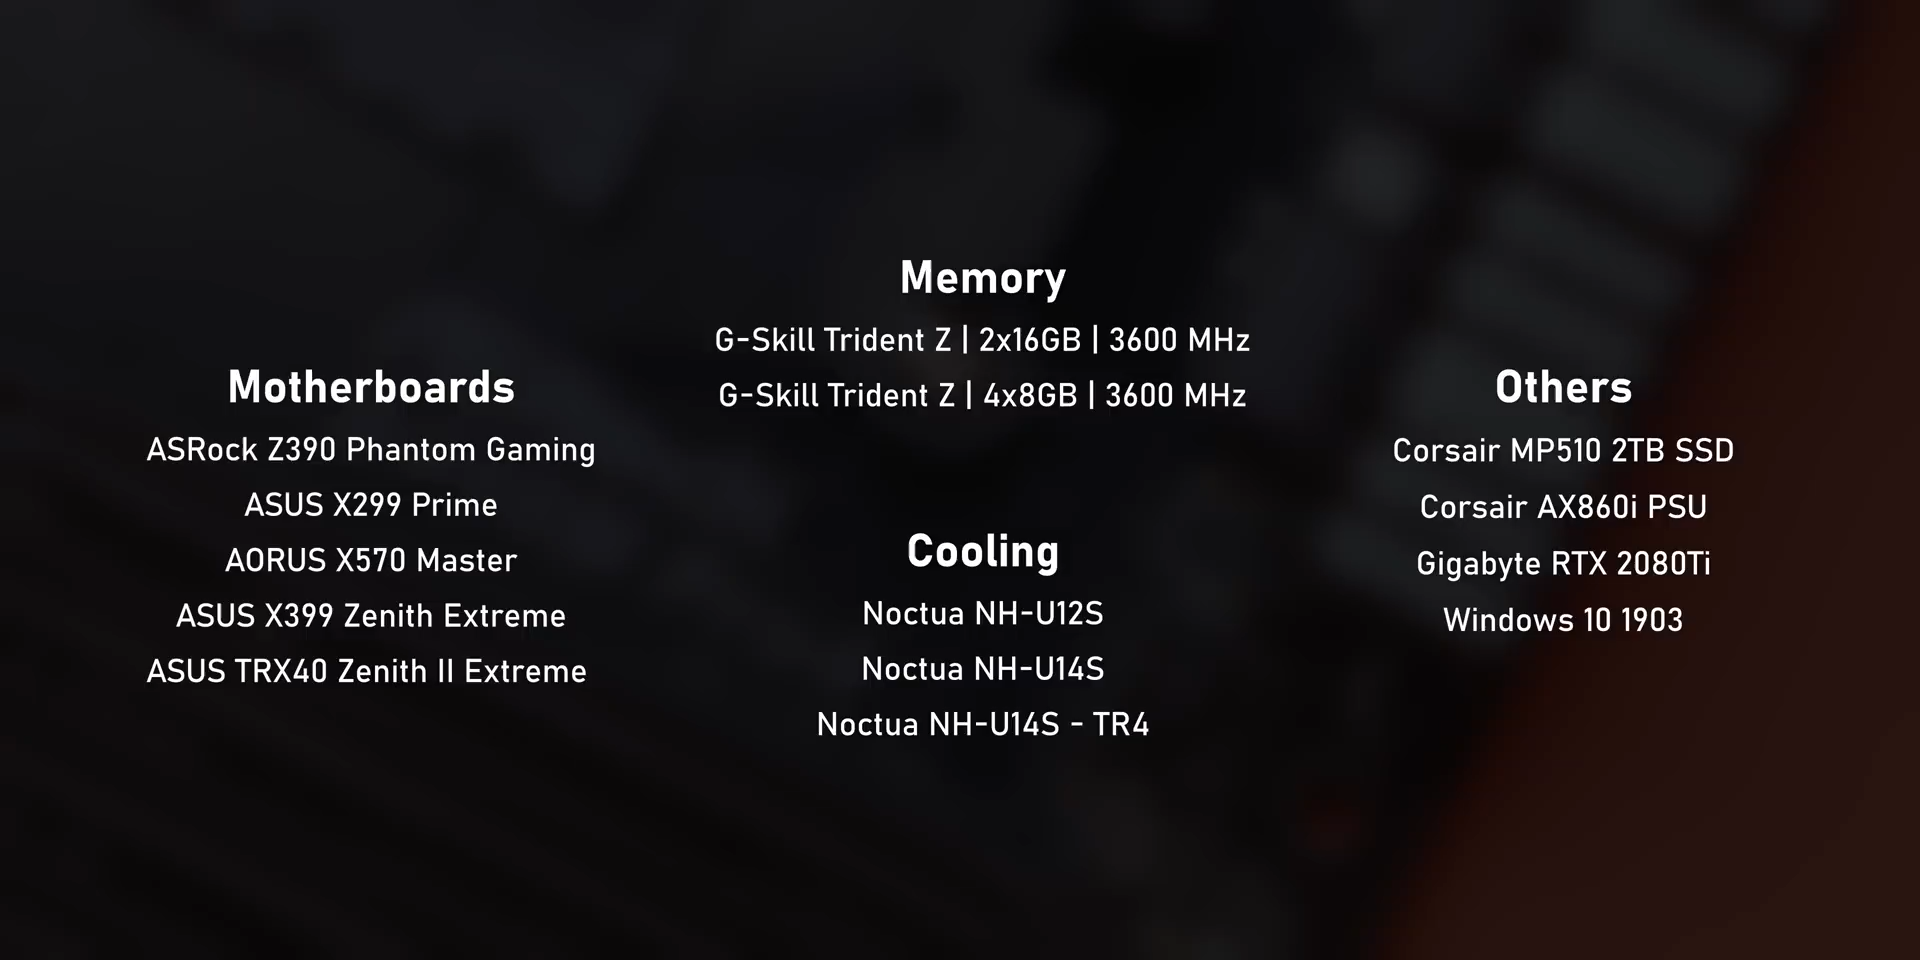 Motherboards
ASRock Z390 Phantom Gaming
ASUS X299 Prime
AORUS X570 Master
ASUS X399 Zenith Extreme
ASUS TRX40 Zenith II Extreme
Memory
G-Skill Trident Z | 2x16GB | 3600 MHz
G-Skill Trident Z | 4x8GB | 3600 MHz
Cooling
Noctua NH-U12S
Noctua NH-U14S
Noctua NH-U14S - TR4
Others
Corsair MP510 2TB SSD
Corsair AX860i PSU
Gigabyte RTX 2080Ti
Windows 10 1903